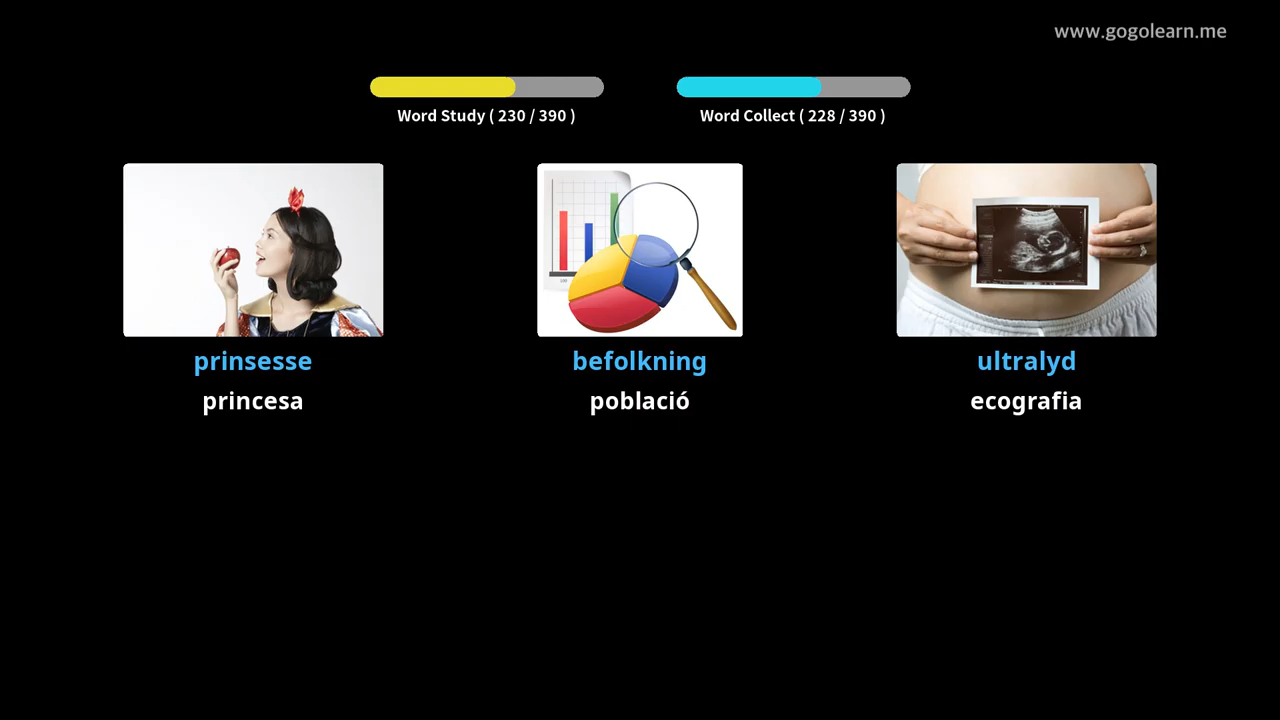 www.gogolearn.me
Word Study ( 230 / 390 )
Word Collect ( 228 / 390 )
prinsesse
befolkning
ultralyd
princesa
població
ecografia